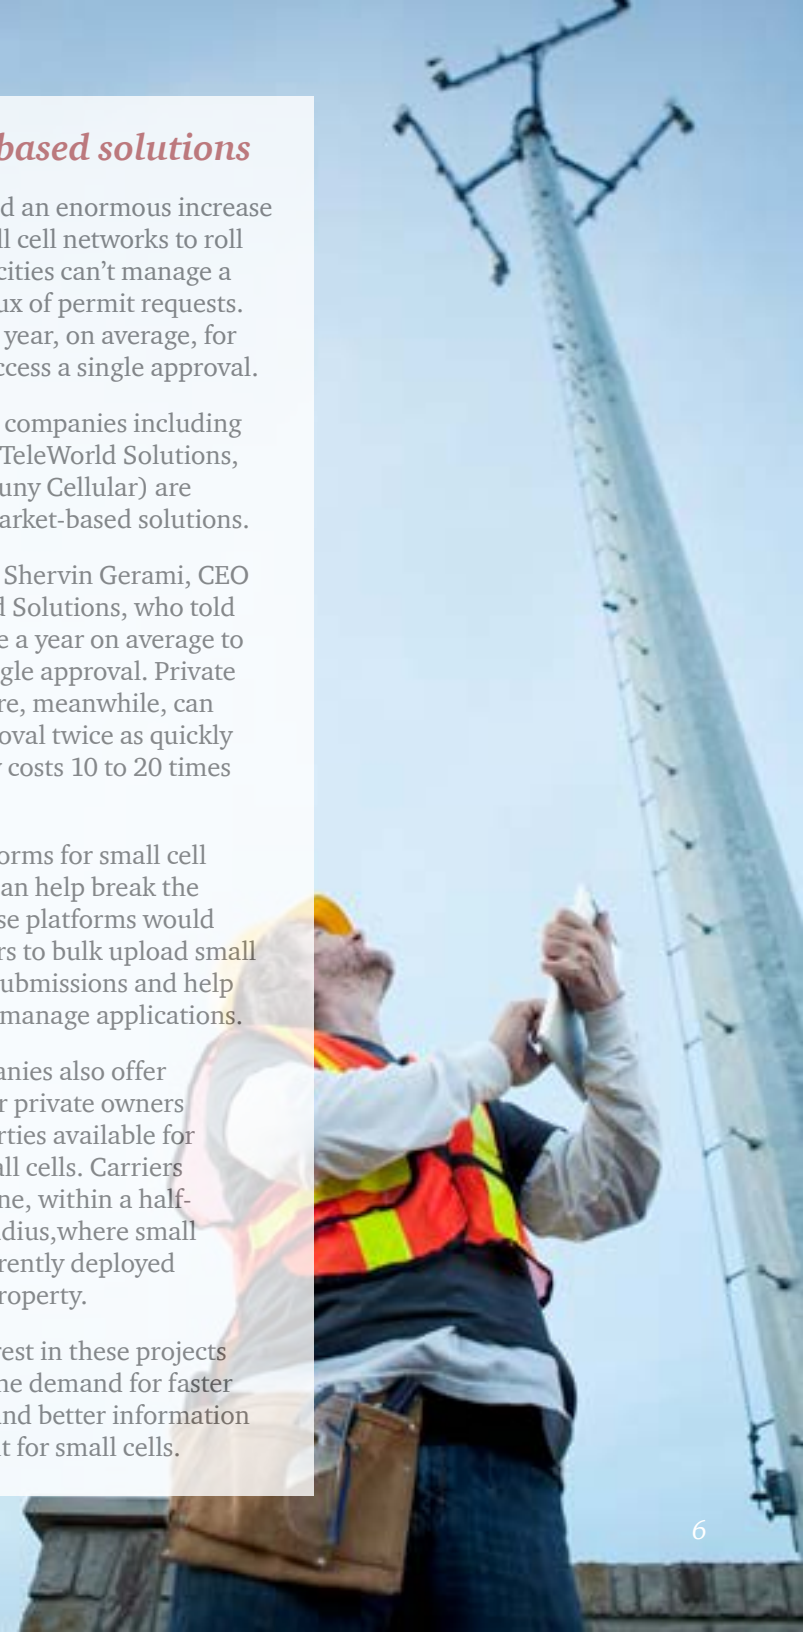 based solutions
d an enormous increase
ll cell networks to roll
cities can't manage a
ux of permit requests.
year, on average, for
ccess a single approval.
companies including
TeleWorld Solutions,
uny Cellular) are
arket-based solutions.
Shervin Gerami, CEO
d Solutions, who told
e a year on average to
gle approval. Private
re, meanwhile, can
oval twice as quickly
y costs 10 to 20 times
orms for small cell
an help break the
se platforms would
rs to bulk upload small
submissions and help
manage applications.
anies also offer
r private owners
rties available for
all cells. Carriers
ne, within a half-
dius,where small
rently deployed
roperty.
rest in these projects
he demand for faster
and better information
t for small cells.
6